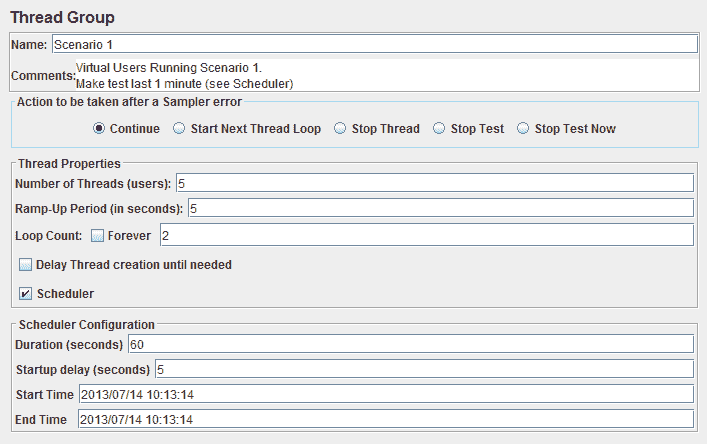 Thread Group
Name: Scenario 1
Comments: Virtual Users Running Scenario 1.
Make test last 1 minute (see Scheduler)
Action to be taken after a Sampler error
Continue Start Next Thread Loop Stop Thread Stop Test Stop Test Now
Thread Properties
Number of Threads (users): 5
Ramp-Up Period (in seconds): 5
Loop Count: Forever 2
Delay Thread creation until needed
Scheduler
Scheduler Configuration
Duration (seconds) 60
Startup delay (seconds) 5
Start Time 2013/07/14 10:13:14
End Time 2013/07/14 10:13:14